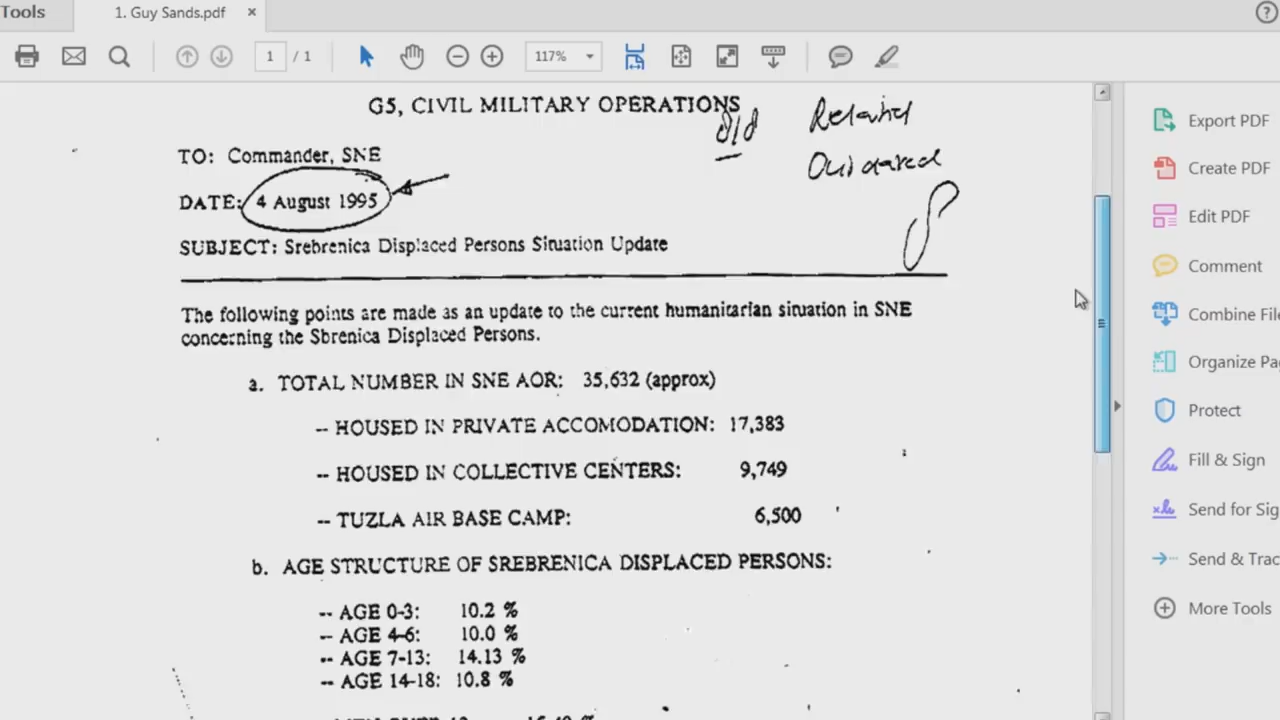 Tools
1. Guy Sands.pdf ×
1 / 1
117%
G5, CIVIL MILITARY OPERATIONS
TO: Commander, SNE
DATE: 4 August 1995
SUBJECT: Srebrenica Displaced Persons Situation Update
The following points are made as an update to the current humanitarian situation in SNE
concerning the Sbrenica Displaced Persons.
a. TOTAL NUMBER IN SNE AOR: 35,632 (approx)
-- HOUSED IN PRIVATE ACCOMODATION: 17,383
-- HOUSED IN COLLECTIVE CENTERS: 9,749
-- TUZLA AIR BASE CAMP: 6,500
b. AGE STRUCTURE OF SREBRENICA DISPLACED PERSONS:
-- AGE 0-3: 10.2 %
-- AGE 4-6: 10.0 %
-- AGE 7-13: 14.13 %
-- AGE 14-18: 10.8 %
Export PDF
Create PDF
Edit PDF
Comment
Combine File
Organize Pag
Protect
Fill & Sign
Send for Sig
Send & Trac
More Tools